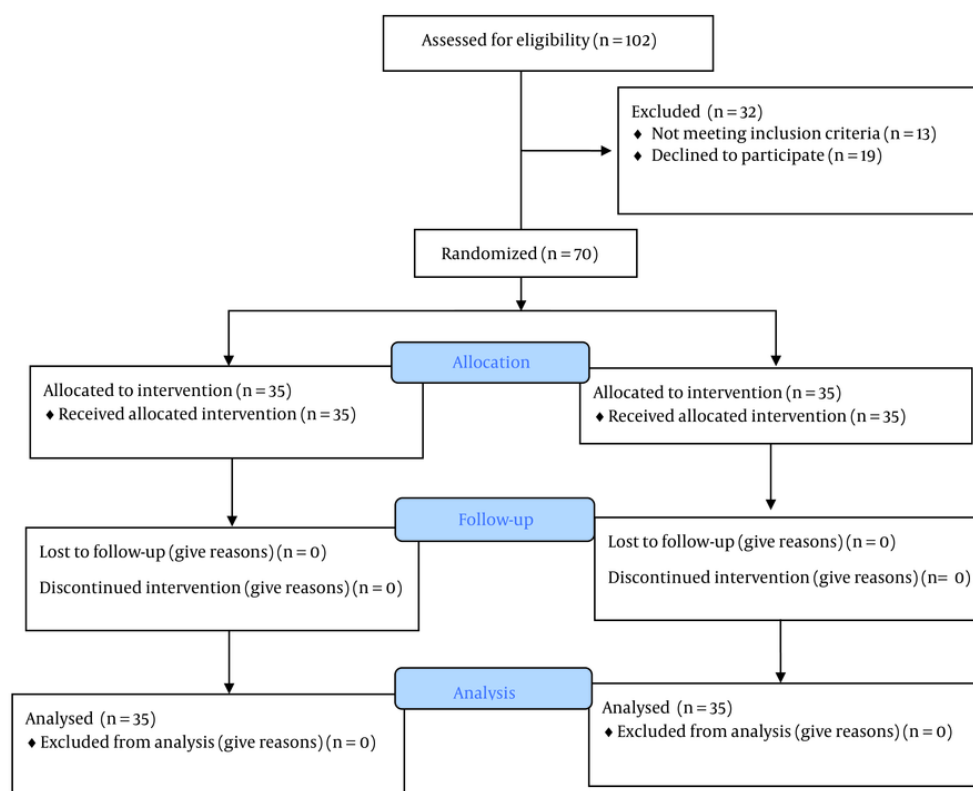 Assessed for eligibility (n = 102)
Excluded (n = 32)
♦ Not meeting inclusion criteria (n = 13)
♦ Declined to participate (n = 19)
Randomized (n = 70)
Allocation
Allocated to intervention (n = 35)
♦ Received allocated intervention (n = 35)
Allocated to intervention (n = 35)
♦ Received allocated intervention (n = 35)
Follow-up
Lost to follow-up (give reasons) (n = 0)
Discontinued intervention (give reasons) (n = 0)
Lost to follow-up (give reasons) (n = 0)
Discontinued intervention (give reasons) (n= 0)
Analysis
Analysed (n = 35)
♦ Excluded from analysis (give reasons) (n = 0)
Analysed (n = 35)
♦ Excluded from analysis (give reasons) (n = 0)